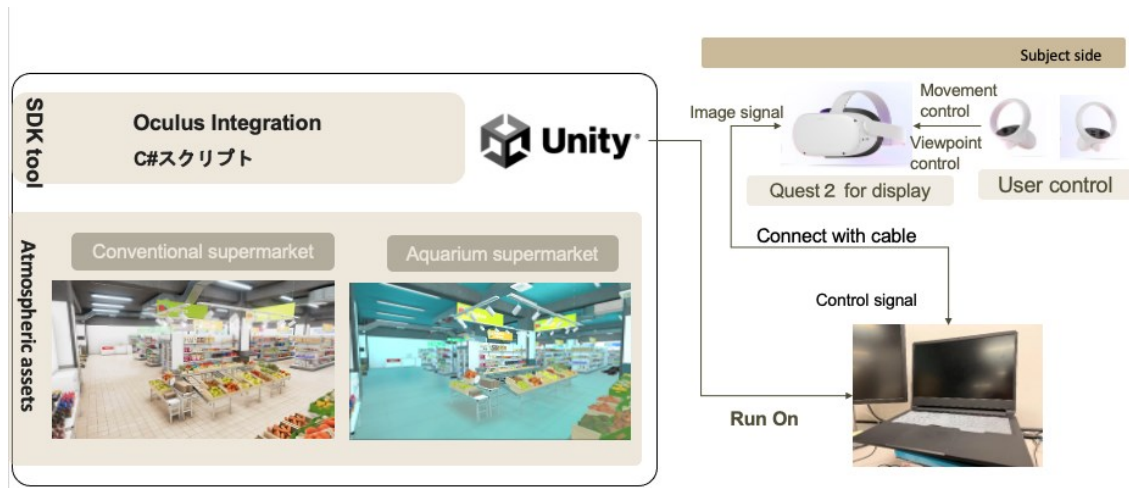 SDK tool
Oculus Integration
C#スクリプト
Unity
Atmospheric assets
Conventional supermarket
Aquarium supermarket
Subject side
Image signal
Movement
control
Viewpoint
control
Quest 2 for display
User control
Connect with cable
Control signal
Run On